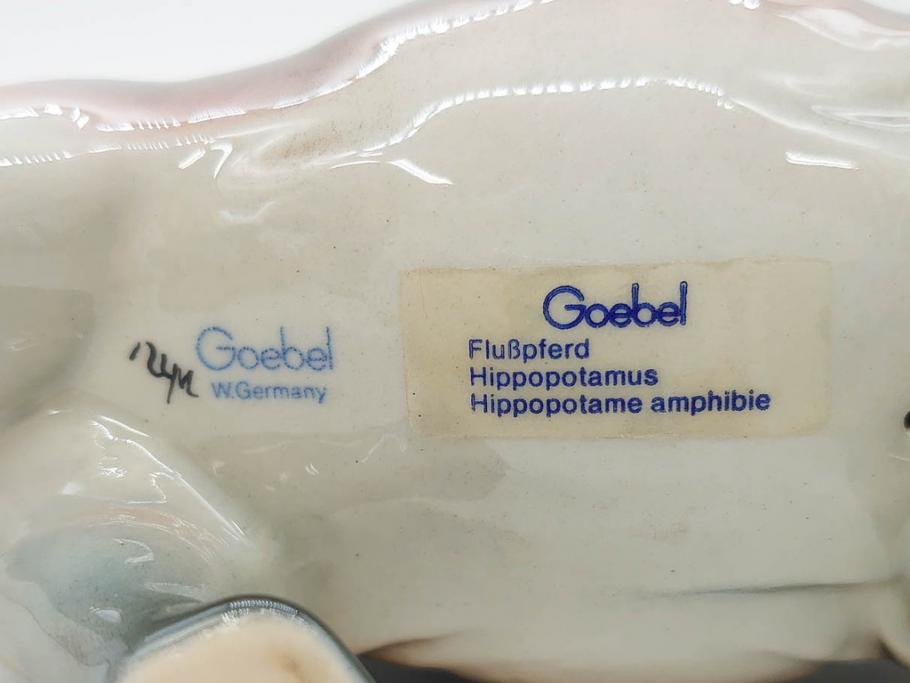 Goebel
W.Germany
Goebel
Flußpferd
Hippopotamus
Hippopotame amphibie